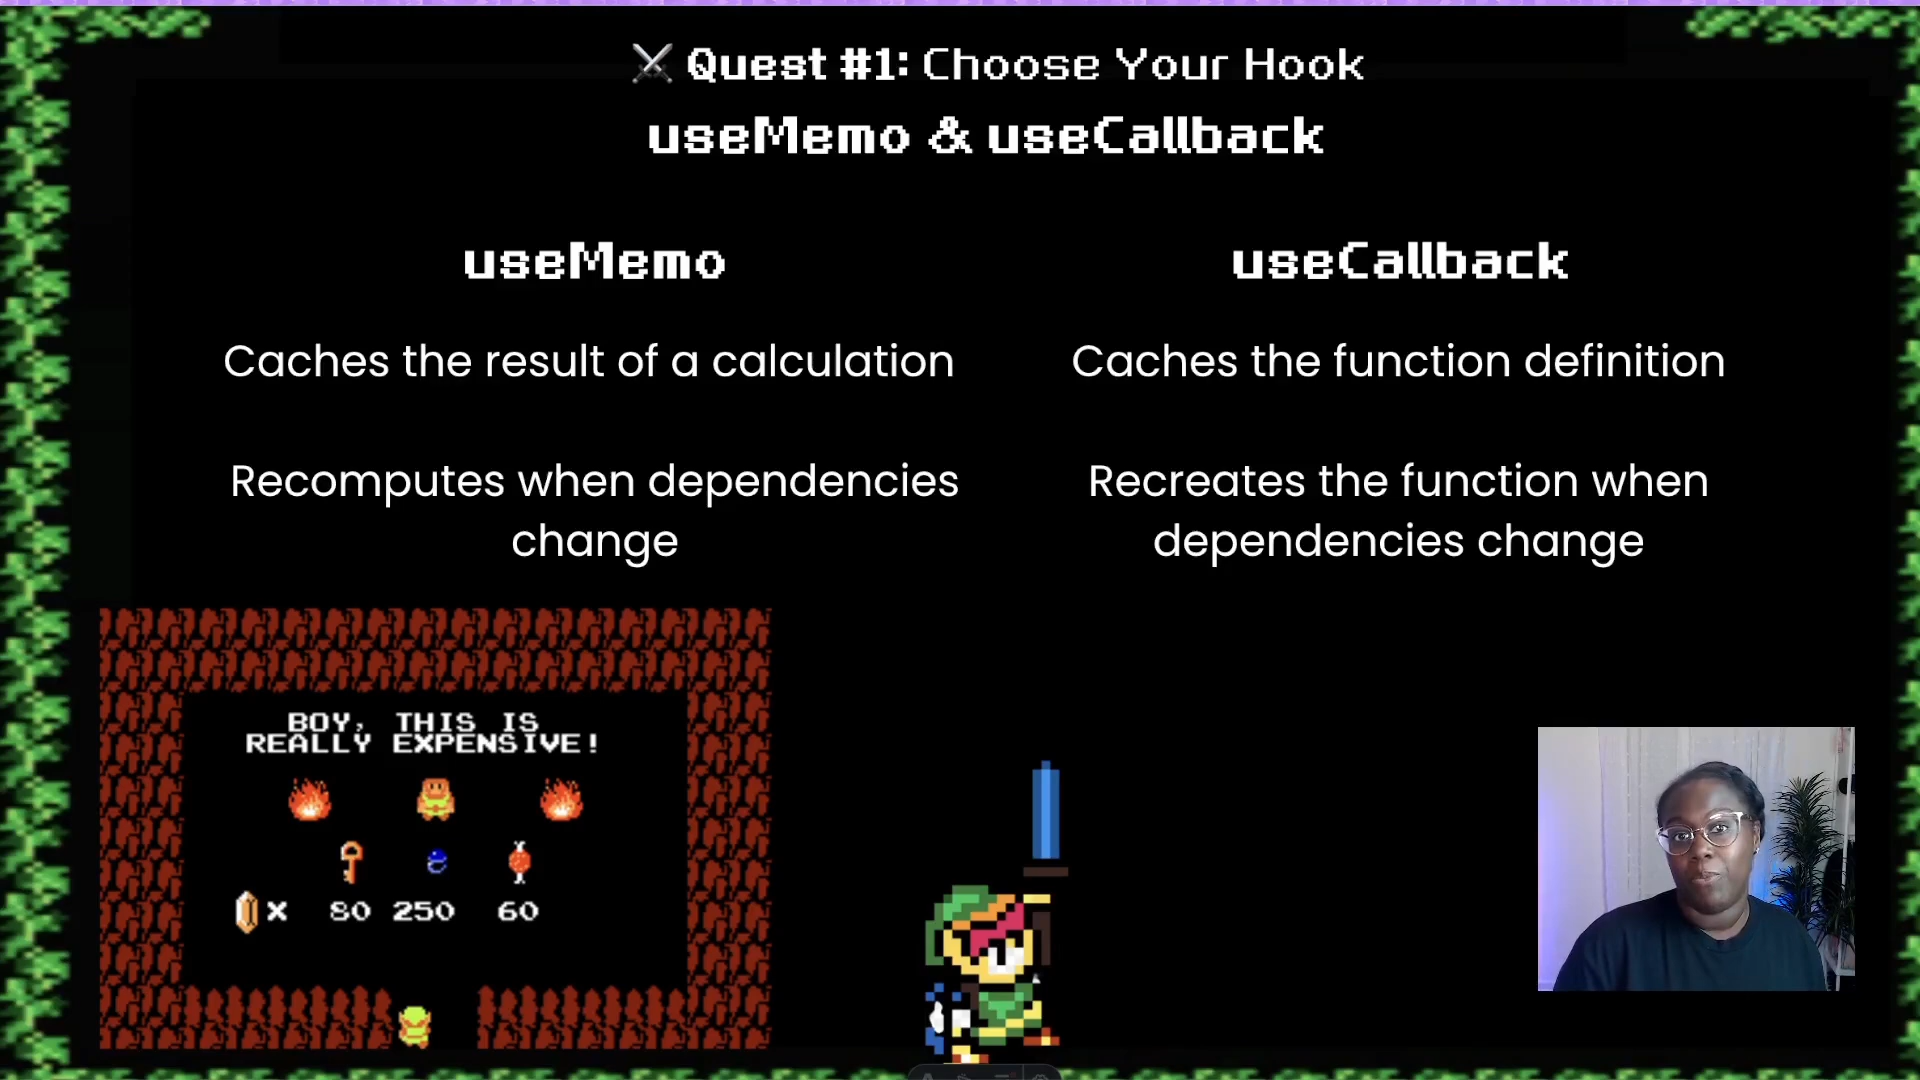 ⚔ Quest #1: Choose Your Hook
useMemo & useCallback
useMemo
Caches the result of a calculation
Recomputes when dependencies
change
useCallback
Caches the function definition
Recreates the function when
dependencies change
BOY, THIS IS
REALLY EXPENSIVE!
X 80 250 60